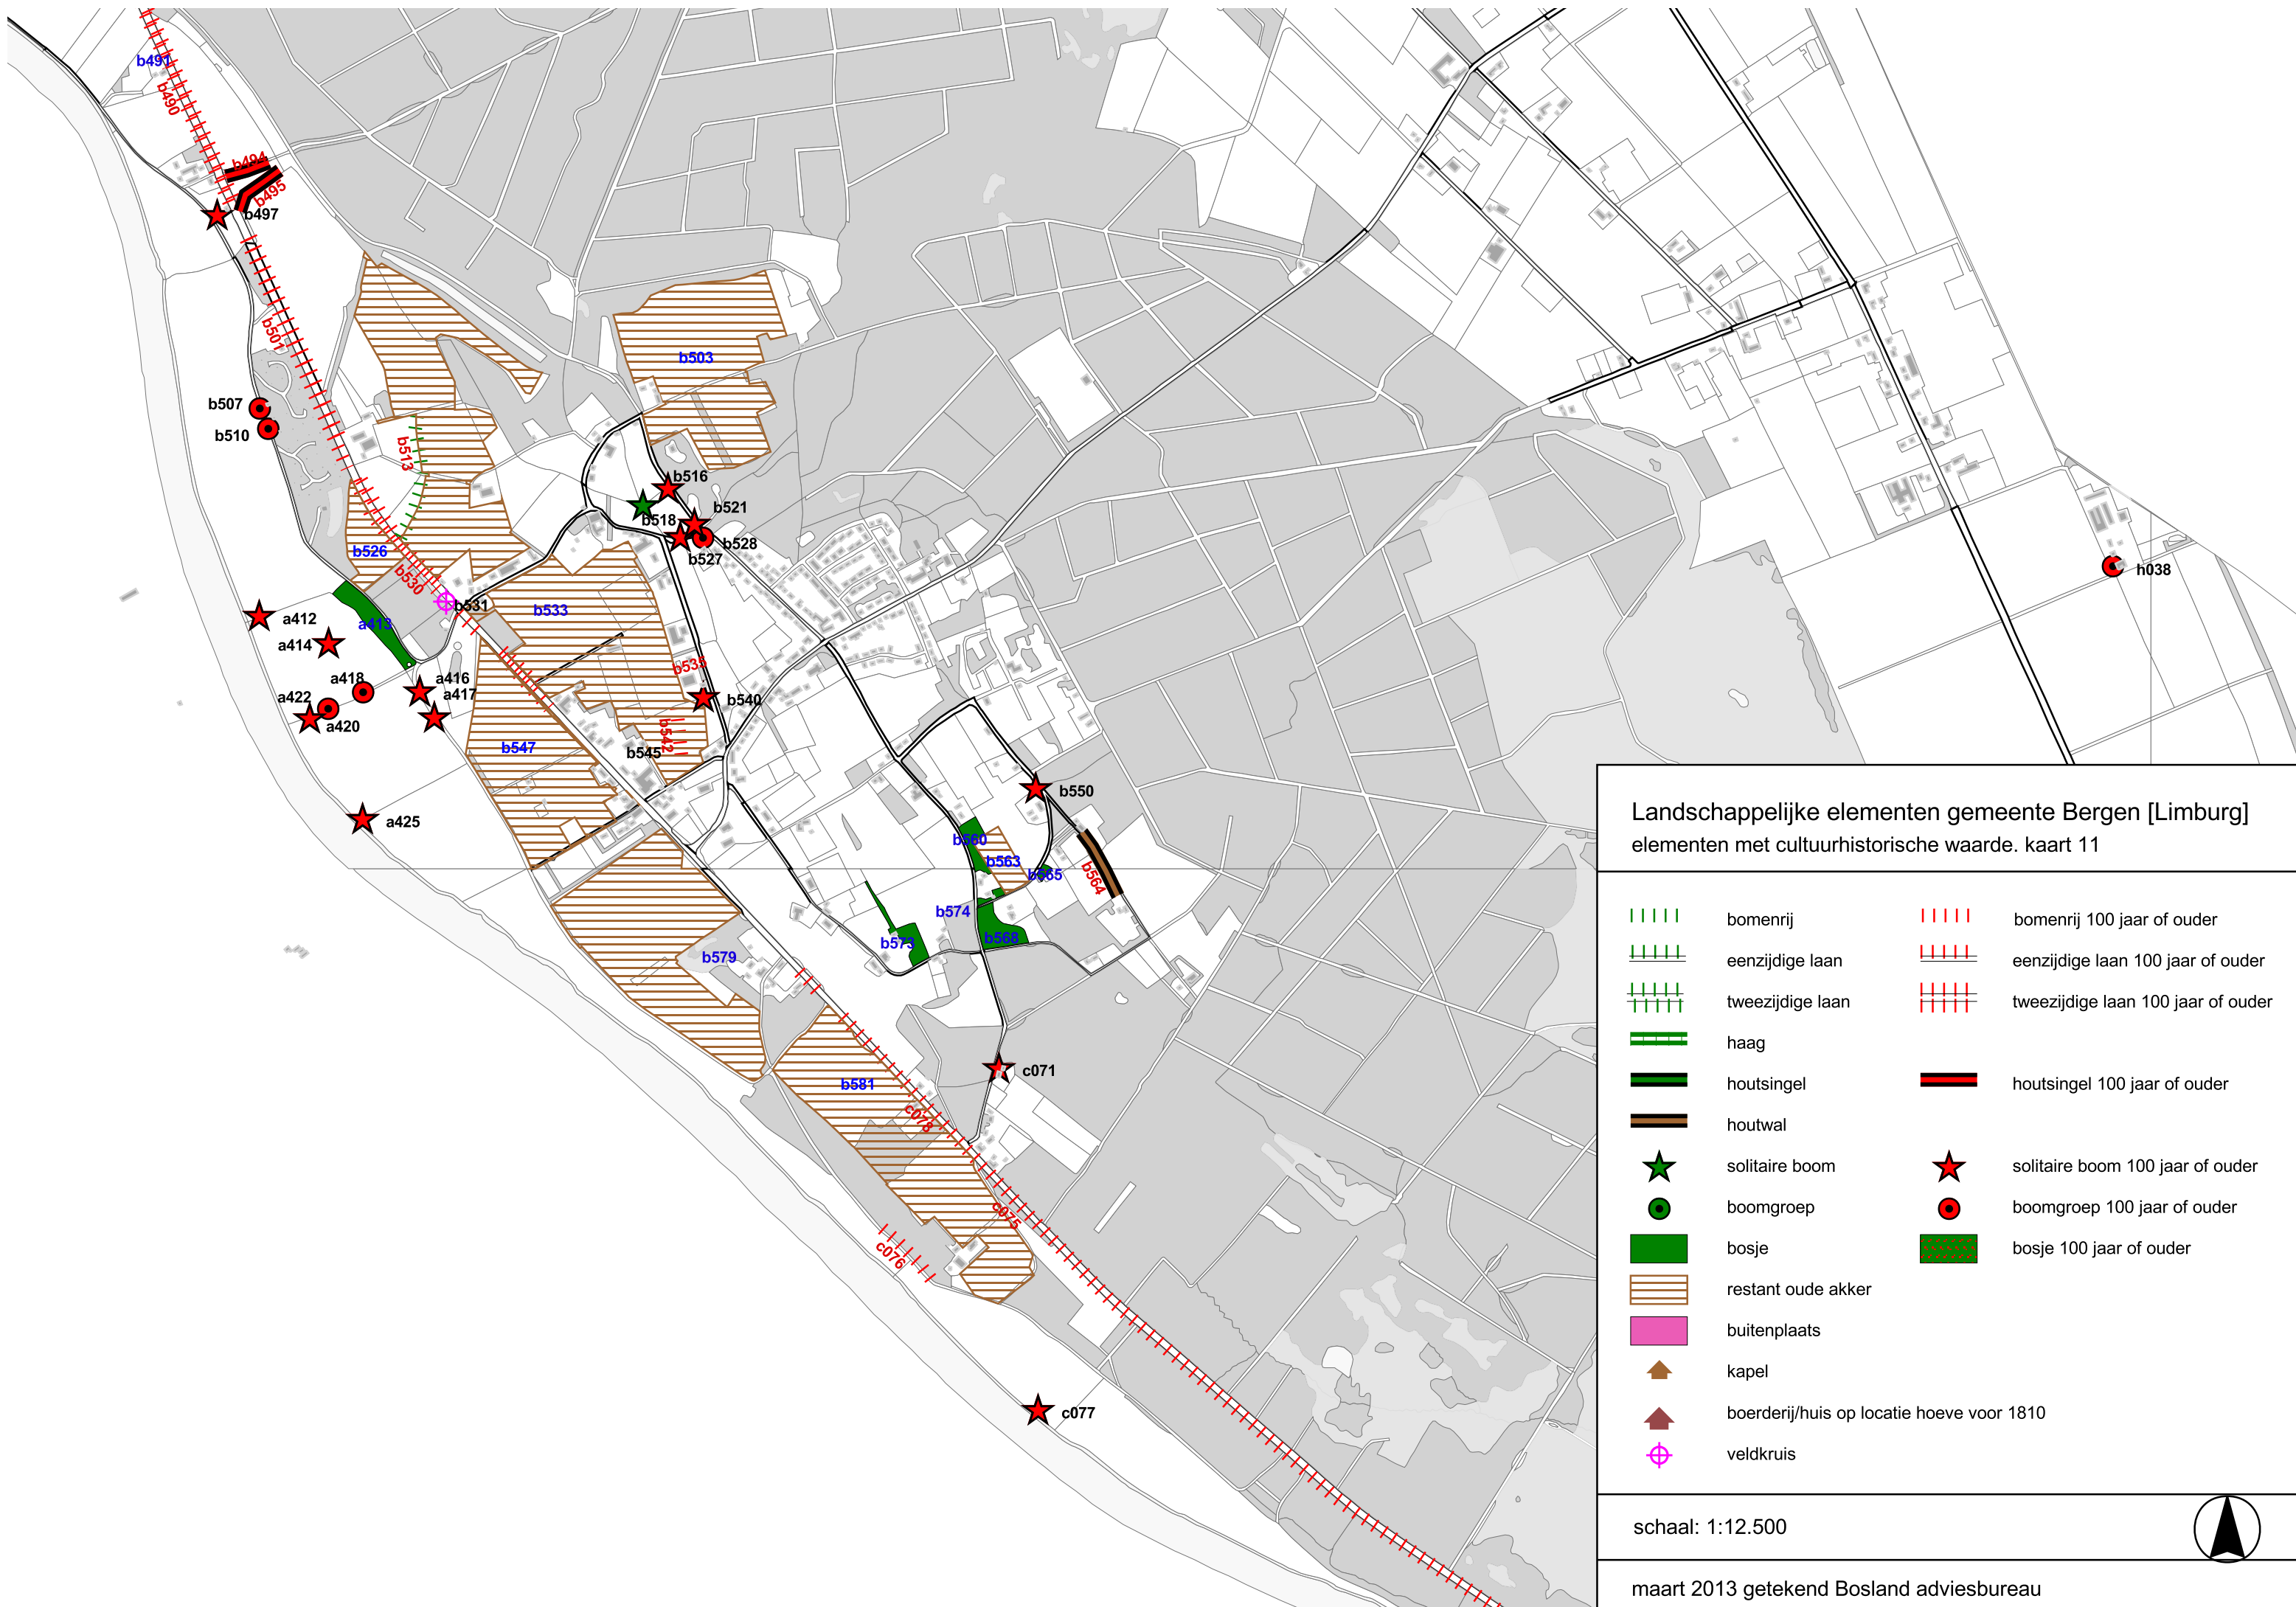 b491
b490
b494
b495
b497
b501
b503
b507
b510
b513
b516
b518
b521
b528
b527
b526
b530
b531
b533
h038
a412
a413
a414
a416
a417
a418
a422
a420
b535
b540
b542
b545
b547
a425
b550
b560
b563
b565
b564
b574
b568
b573
b579
b581
c071
c078
c075
c076
c077
Landschappelijke elementen gemeente Bergen [Limburg]
elementen met cultuurhistorische waarde. kaart 11
bomenrij
bomenrij 100 jaar of ouder
eenzijdige laan
eenzijdige laan 100 jaar of ouder
tweezijdige laan
tweezijdige laan 100 jaar of ouder
haag
houtsingel
houtsingel 100 jaar of ouder
houtwal
solitaire boom
solitaire boom 100 jaar of ouder
boomgroep
boomgroep 100 jaar of ouder
bosje
bosje 100 jaar of ouder
restant oude akker
buitenplaats
kapel
boerderij/huis op locatie hoeve voor 1810
veldkruis
schaal: 1:12.500
maart 2013 getekend Bosland adviesbureau